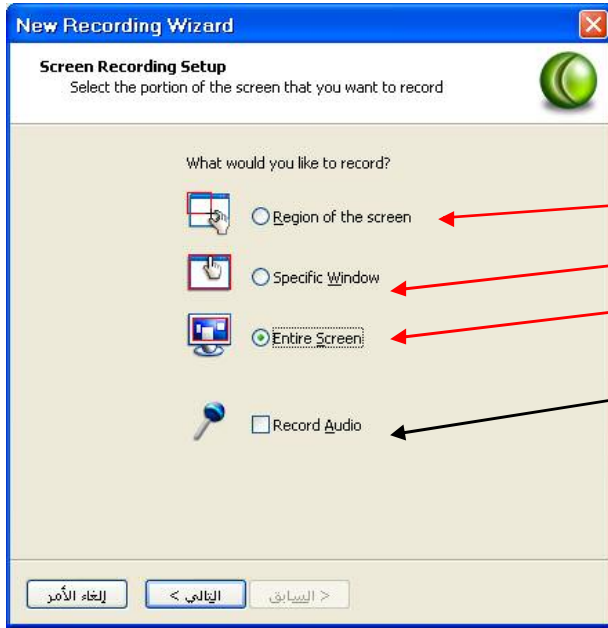 New Recording Wizard
Screen Recording Setup
Select the portion of the screen that you want to record
What would you like to record?
Region of the screen
Specific Window
Entire Screen
Record Audio
إلغاء الأمر
التالي >
< السابق